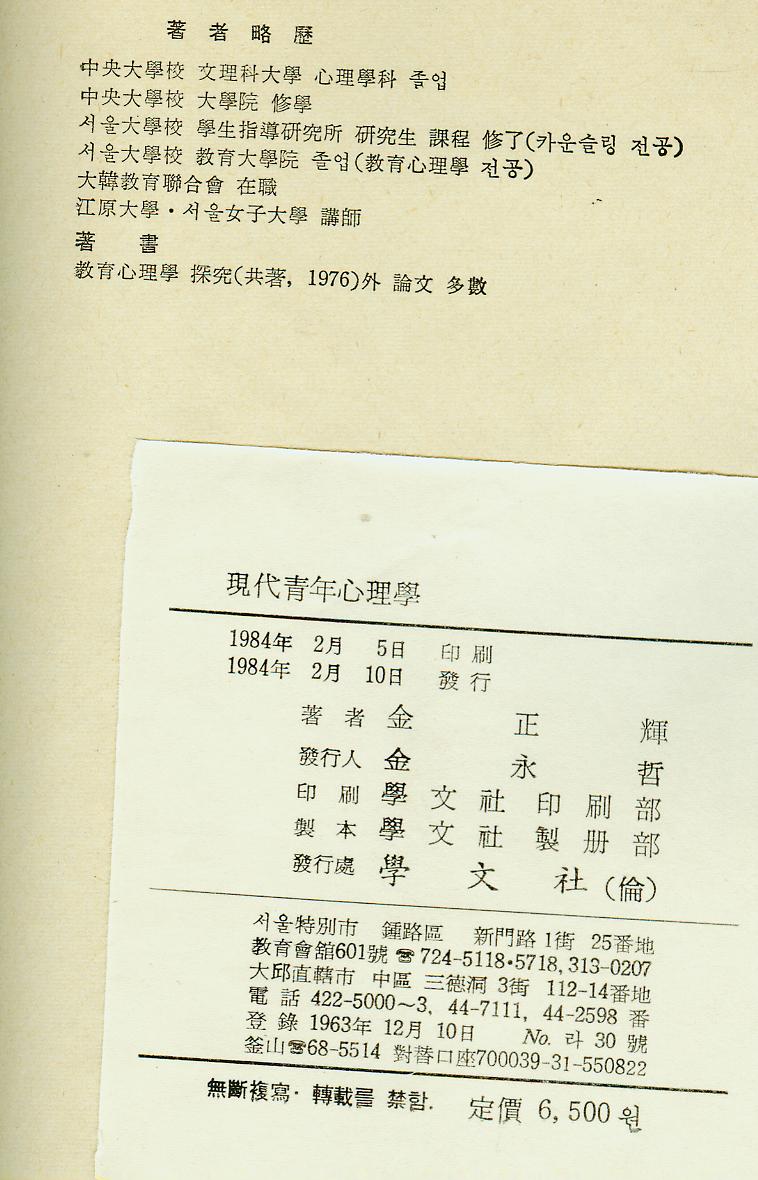 著者略歷
中央大學校 文理科大學 心理學科 졸업
中央大學校 大學院 修學
서울大學校 學生指導硏究所 硏究生 課程 修了(카운슬링 전공)
서울大學校 敎育大學院 졸업(敎育心理學 전공)
大韓敎育聯合會 在職
江原大學·서울女子大學 講師
著 書
敎育心理學 探究(共著, 1976)外 論文 多數
現代靑年心理學
1984年 2月 5日 印刷
1984年 2月 10日 發行
著者 金正輝
發行人 金永哲
印刷 學文社印刷部
製本 學文社製册部
發行處 學文社(倫)
서울特別市 鍾路區 新門路 1街 25番地
敎育會館601號 ☎ 724-5118·5718, 313-0207
大邱直轄市 中區 三德洞 3街 112-14番地
電話 422-5000~3, 44-7111, 44-2598 番
登錄 1963年 12月 10日 No. 라 30 號
釜山☎68-5514 對替口座700039-31-550822
無斷複寫·轉載를 禁함.
定價 6,500원